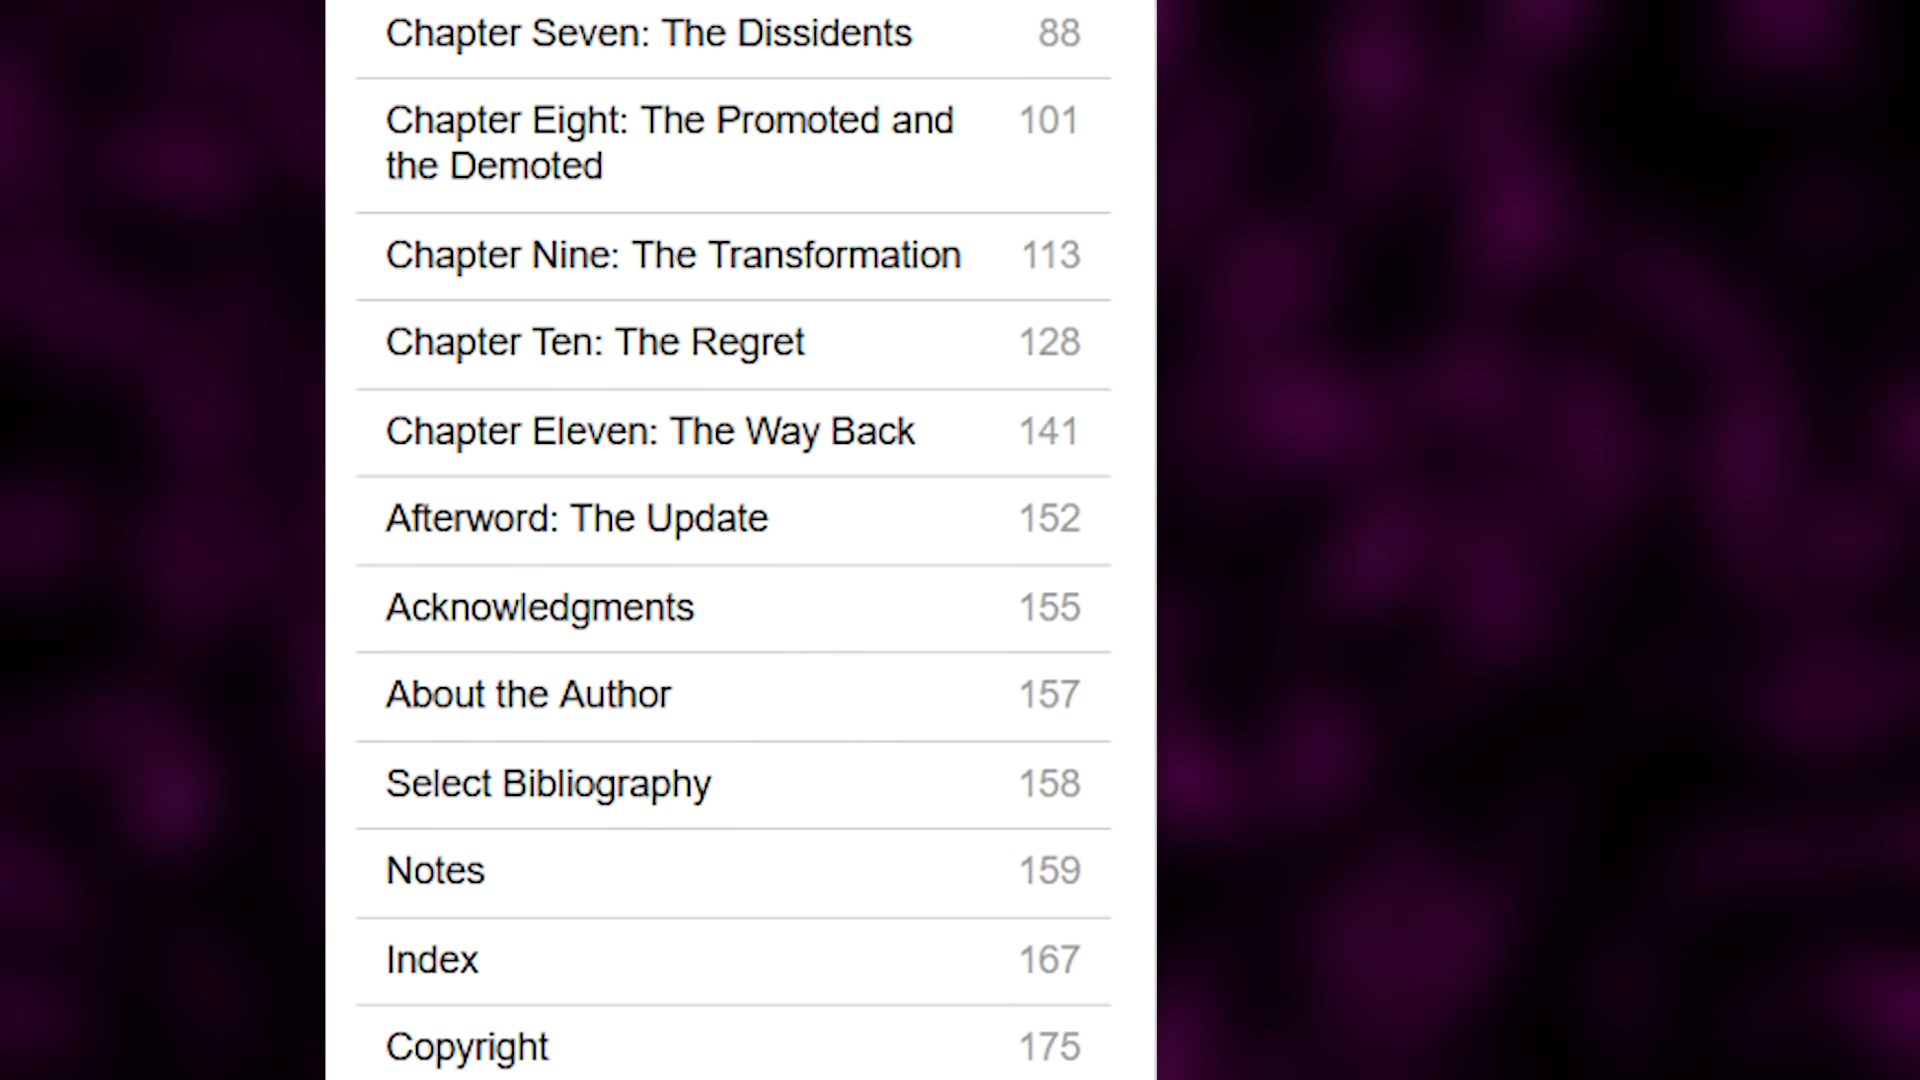 Chapter Seven: The Dissidents 88
Chapter Eight: The Promoted and 101
the Demoted
Chapter Nine: The Transformation 113
Chapter Ten: The Regret 128
Chapter Eleven: The Way Back 141
Afterword: The Update 152
Acknowledgments 155
About the Author 157
Select Bibliography 158
Notes 159
Index 167
Copyright 175